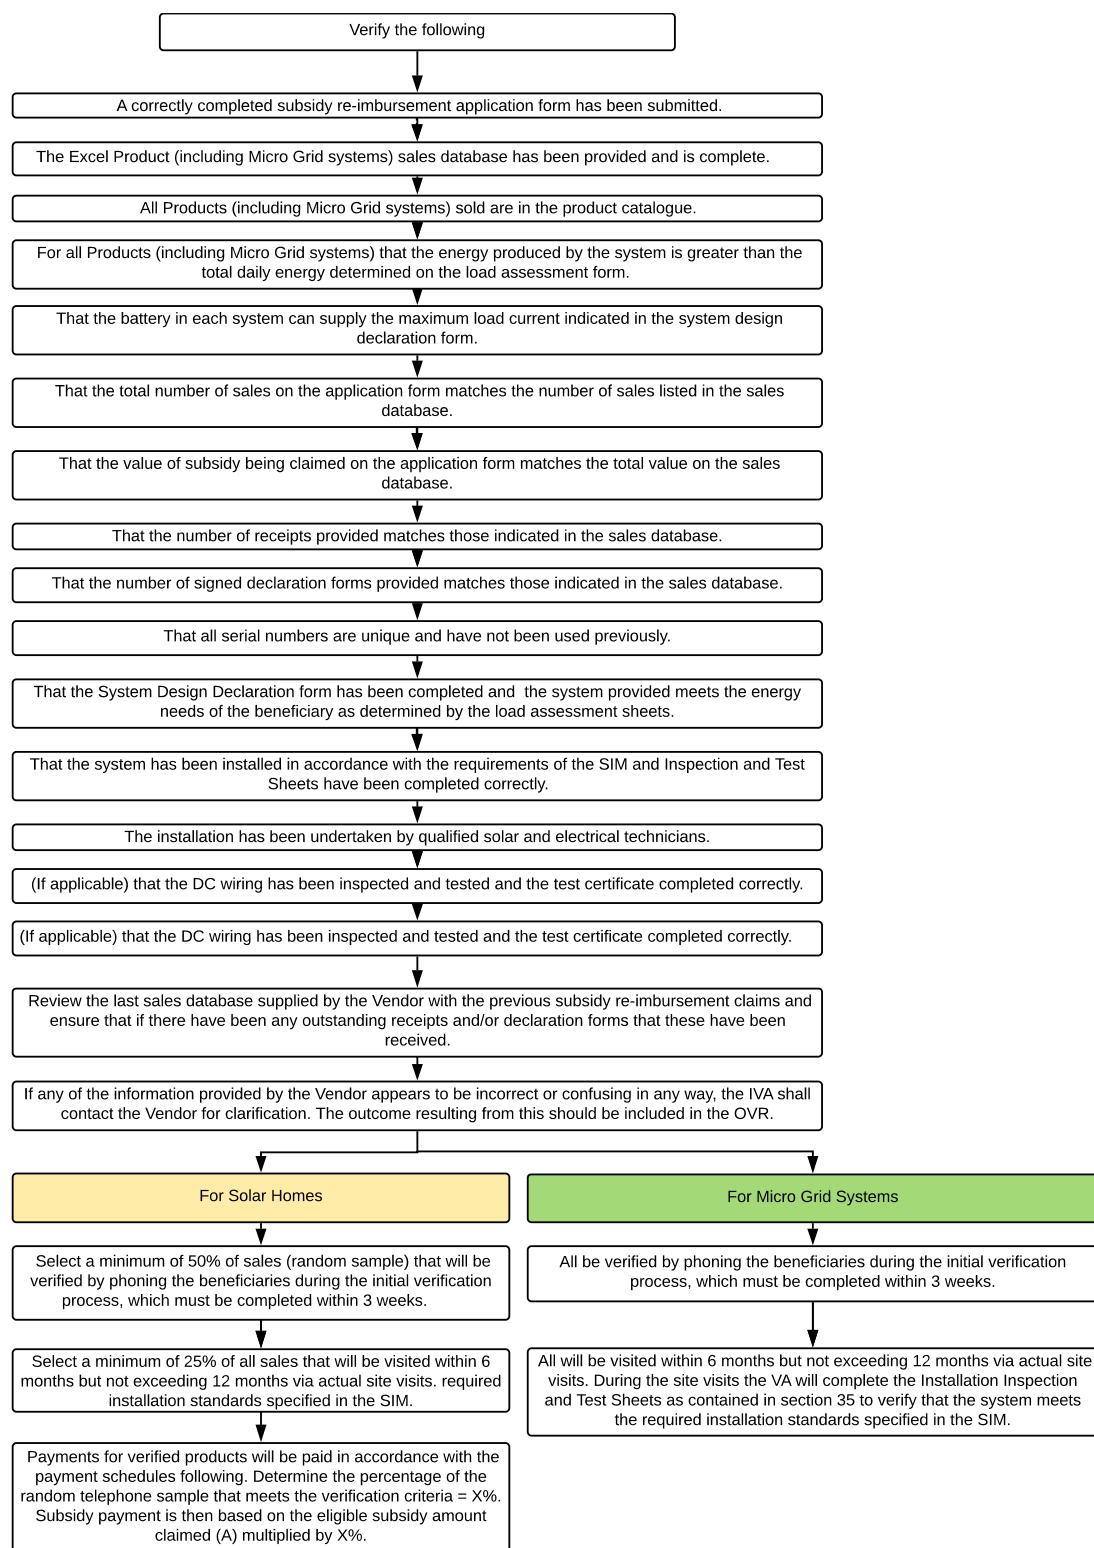 Verify the following
A correctly completed subsidy re-imbursement application form has been submitted.
The Excel Product (including Micro Grid systems) sales database has been provided and is complete.
All Products (including Micro Grid systems) sold are in the product catalogue.
For all Products (including Micro Grid systems) that the energy produced by the system is greater than the
total daily energy determined on the load assessment form.
That the battery in each system can supply the maximum load current indicated in the system design
declaration form.
That the total number of sales on the application form matches the number of sales listed in the sales
database.
That the value of subsidy being claimed on the application form matches the total value on the sales
database.
That the number of receipts provided matches those indicated in the sales database.
That the number of signed declaration forms provided matches those indicated in the sales database.
That all serial numbers are unique and have not been used previously.
That the System Design Declaration form has been completed and  the system provided meets the energy
needs of the beneficiary as determined by the load assessment sheets.
That the system has been installed in accordance with the requirements of the SIM and Inspection and Test
Sheets have been completed correctly.
The installation has been undertaken by qualified solar and electrical technicians.
(If applicable) that the DC wiring has been inspected and tested and the test certificate completed correctly.
(If applicable) that the DC wiring has been inspected and tested and the test certificate completed correctly.
Review the last sales database supplied by the Vendor with the previous subsidy re-imbursement claims and
ensure that if there have been any outstanding receipts and/or declaration forms that these have been
received.
If any of the information provided by the Vendor appears to be incorrect or confusing in any way, the IVA shall
contact the Vendor for clarification. The outcome resulting from this should be included in the OVR.
For Solar Homes
Select a minimum of 50% of sales (random sample) that will be
verified by phoning the beneficiaries during the initial verification
process, which must be completed within 3 weeks.
Select a minimum of 25% of all sales that will be visited within 6
months but not exceeding 12 months via actual site visits. required
installation standards specified in the SIM.
Payments for verified products will be paid in accordance with the
payment schedules following. Determine the percentage of the
random telephone sample that meets the verification criteria = X%.
Subsidy payment is then based on the eligible subsidy amount
claimed (A) multiplied by X%.
For Micro Grid Systems
All be verified by phoning the beneficiaries during the initial verification
process, which must be completed within 3 weeks.
All will be visited within 6 months but not exceeding 12 months via actual site
visits. During the site visits the VA will complete the Installation Inspection
and Test Sheets as contained in section 35 to verify that the system meets
the required installation standards specified in the SIM.